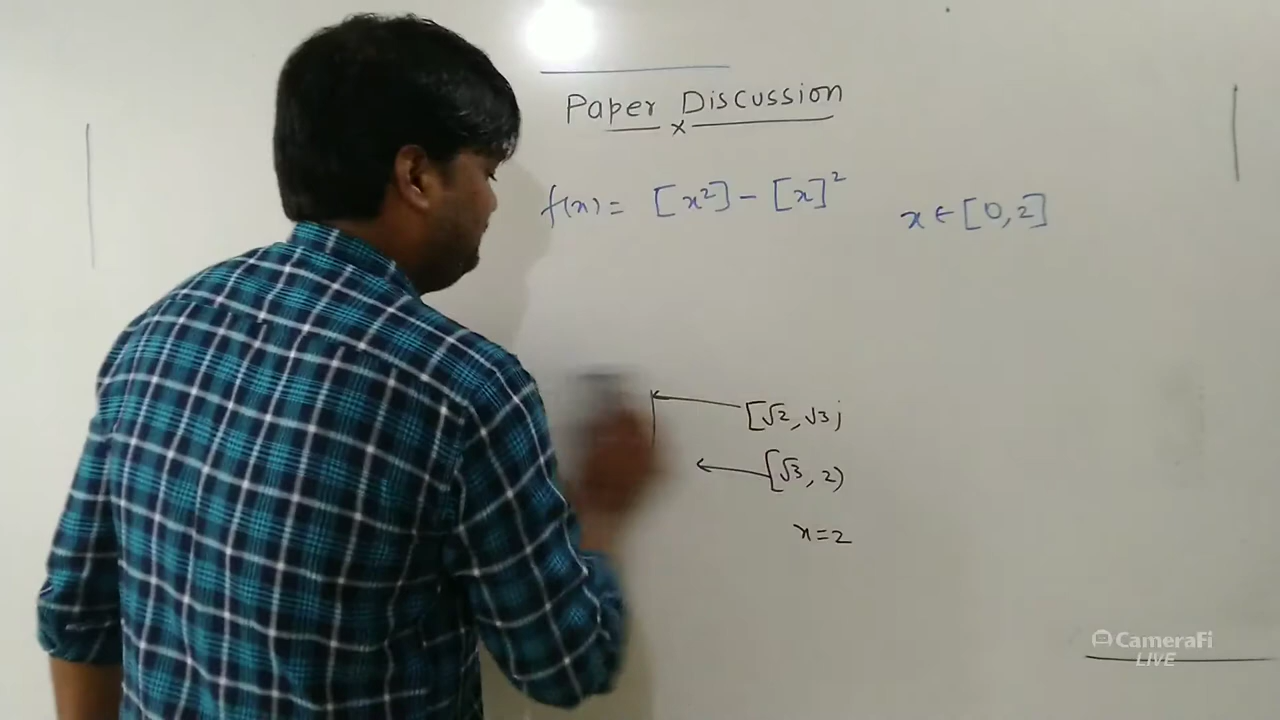 Paper Discussion
f(x) = [x²] - [x]² x ∈ [0,2]
[√2, √3)
[√3, 2)
x=2
CameraFi
LIVE